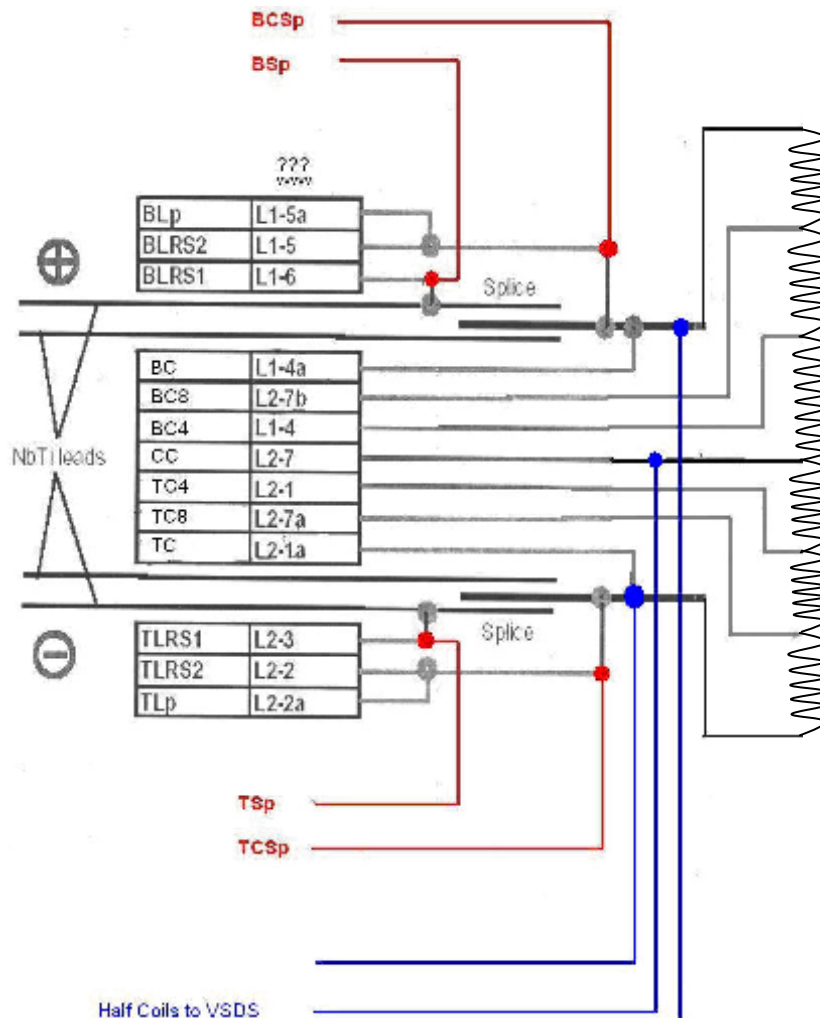 BCSp
BSp
???
BLp L1-5a
BLRS2 L1-5
BLRS1 L1-6
Splice
BC L1-4a
BC8 L2-7b
BC4 L1-4
CC L2-7
NbTi leads
TC4 L2-1
TC8 L2-7a
TC L2-1a
TLRS1 L2-3
Splice
TLRS2 L2-2
TLp L2-2a
TSp
TCSp
Half Coils to VSDS